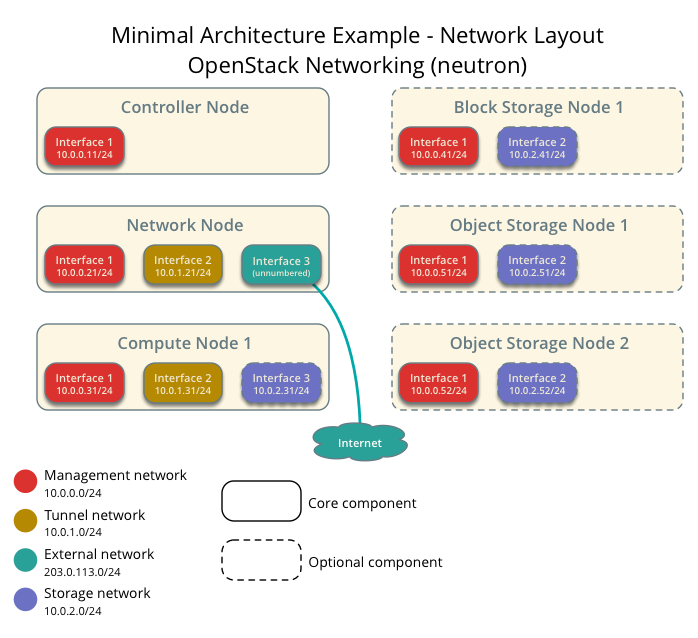 Minimal Architecture Example - Network Layout
OpenStack Networking (neutron)
Controller Node
Interface 1
10.0.0.11/24
Block Storage Node 1
Interface 1
10.0.0.41/24
Interface 2
10.0.2.41/24
Network Node
Interface 1
10.0.0.21/24
Interface 2
10.0.1.21/24
Interface 3
(unnumbered)
Object Storage Node 1
Interface 1
10.0.0.51/24
Interface 2
10.0.2.51/24
Compute Node 1
Interface 1
10.0.0.31/24
Interface 2
10.0.1.31/24
Interface 3
10.0.2.31/24
Object Storage Node 2
Interface 1
10.0.0.52/24
Interface 2
10.0.2.52/24
Internet
Management network
10.0.0.0/24
Tunnel network
10.0.1.0/24
External network
203.0.113.0/24
Storage network
10.0.2.0/24
Core component
Optional component